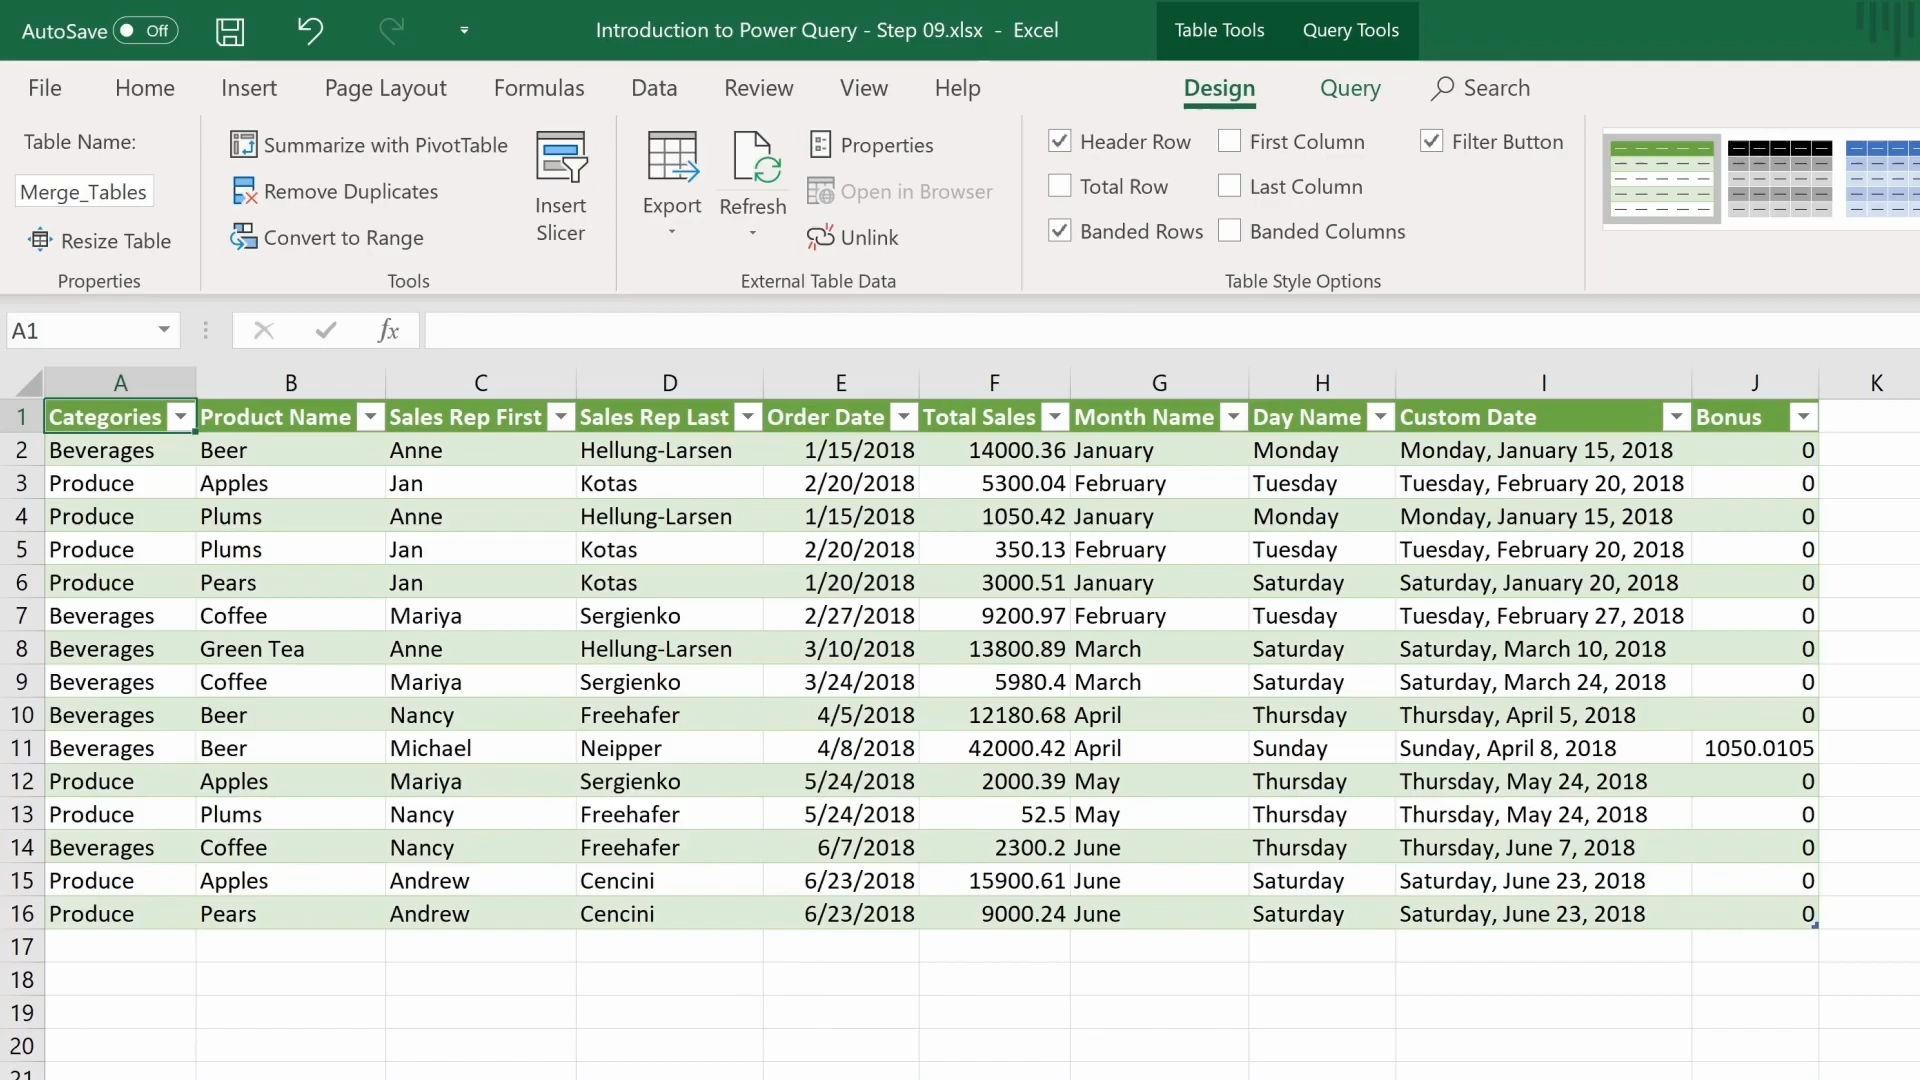 AutoSave Off Introduction to Power Query - Step 09.xlsx - Excel Table Tools Query Tools
File Home Insert Page Layout Formulas Data Review View Help Design Query Search
Table Name:
Merge_Tables
Resize Table
Properties
Summarize with PivotTable
Remove Duplicates
Convert to Range
Insert
Slicer
Tools
Export
Refresh
Properties
Open in Browser
Unlink
External Table Data
Header Row First Column Filter Button
Total Row Last Column
Banded Rows Banded Columns
Table Style Options
A1 fx
A B C D E F G H I J K
1 Categories Product Name Sales Rep First Sales Rep Last Order Date Total Sales Month Name Day Name Custom Date Bonus
2 Beverages Beer Anne Hellung-Larsen 1/15/2018 14000.36 January Monday Monday, January 15, 2018 0
3 Produce Apples Jan Kotas 2/20/2018 5300.04 February Tuesday Tuesday, February 20, 2018 0
4 Produce Plums Anne Hellung-Larsen 1/15/2018 1050.42 January Monday Monday, January 15, 2018 0
5 Produce Plums Jan Kotas 2/20/2018 350.13 February Tuesday Tuesday, February 20, 2018 0
6 Produce Pears Jan Kotas 1/20/2018 3000.51 January Saturday Saturday, January 20, 2018 0
7 Beverages Coffee Mariya Sergienko 2/27/2018 9200.97 February Tuesday Tuesday, February 27, 2018 0
8 Beverages Green Tea Anne Hellung-Larsen 3/10/2018 13800.89 March Saturday Saturday, March 10, 2018 0
9 Beverages Coffee Mariya Sergienko 3/24/2018 5980.4 March Saturday Saturday, March 24, 2018 0
10 Beverages Beer Nancy Freehafer 4/5/2018 12180.68 April Thursday Thursday, April 5, 2018 0
11 Beverages Beer Michael Neipper 4/8/2018 42000.42 April Sunday Sunday, April 8, 2018 1050.0105
12 Produce Apples Mariya Sergienko 5/24/2018 2000.39 May Thursday Thursday, May 24, 2018 0
13 Produce Plums Nancy Freehafer 5/24/2018 52.5 May Thursday Thursday, May 24, 2018 0
14 Beverages Coffee Nancy Freehafer 6/7/2018 2300.2 June Thursday Thursday, June 7, 2018 0
15 Produce Apples Andrew Cencini 6/23/2018 15900.61 June Saturday Saturday, June 23, 2018 0
16 Produce Pears Andrew Cencini 6/23/2018 9000.24 June Saturday Saturday, June 23, 2018 0
17
18
19
20
21